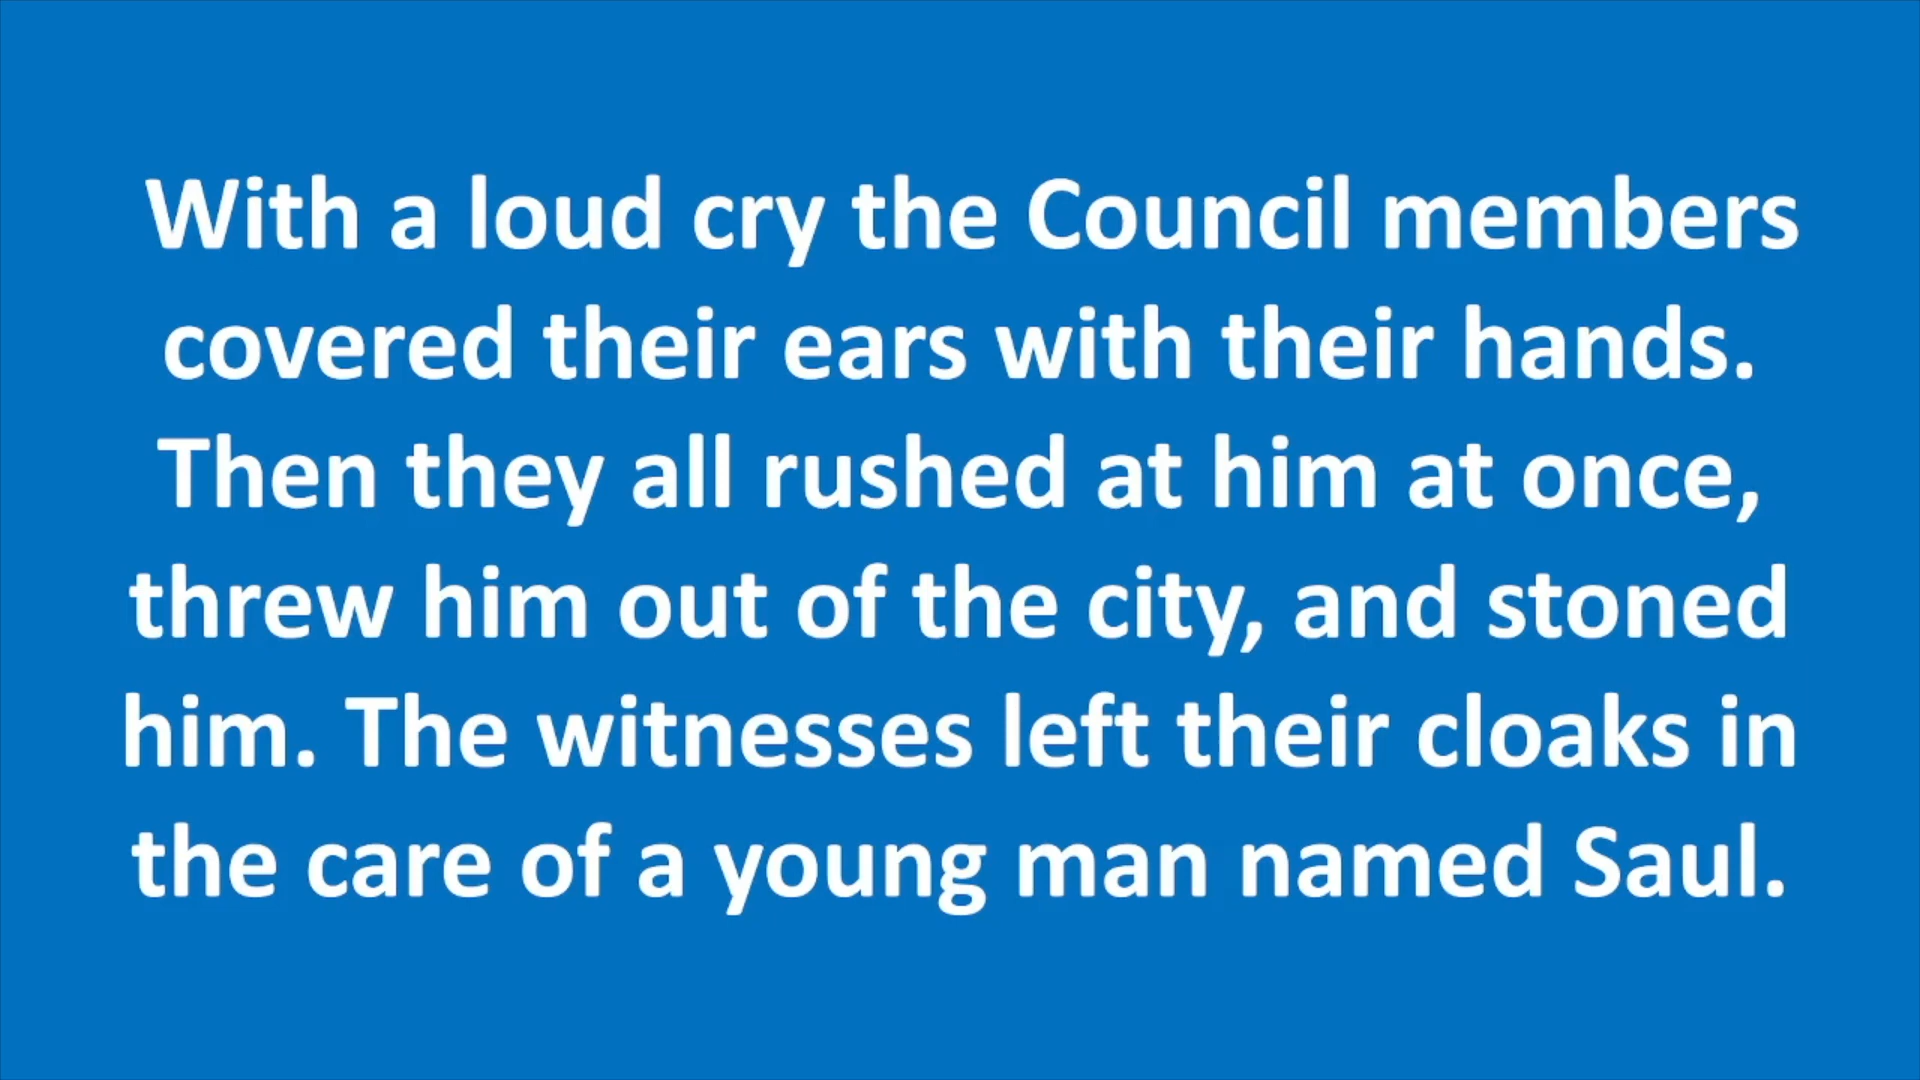 With a loud cry the Council members
covered their ears with their hands.
Then they all rushed at him at once,
threw him out of the city, and stoned
him. The witnesses left their cloaks in
the care of a young man named Saul.